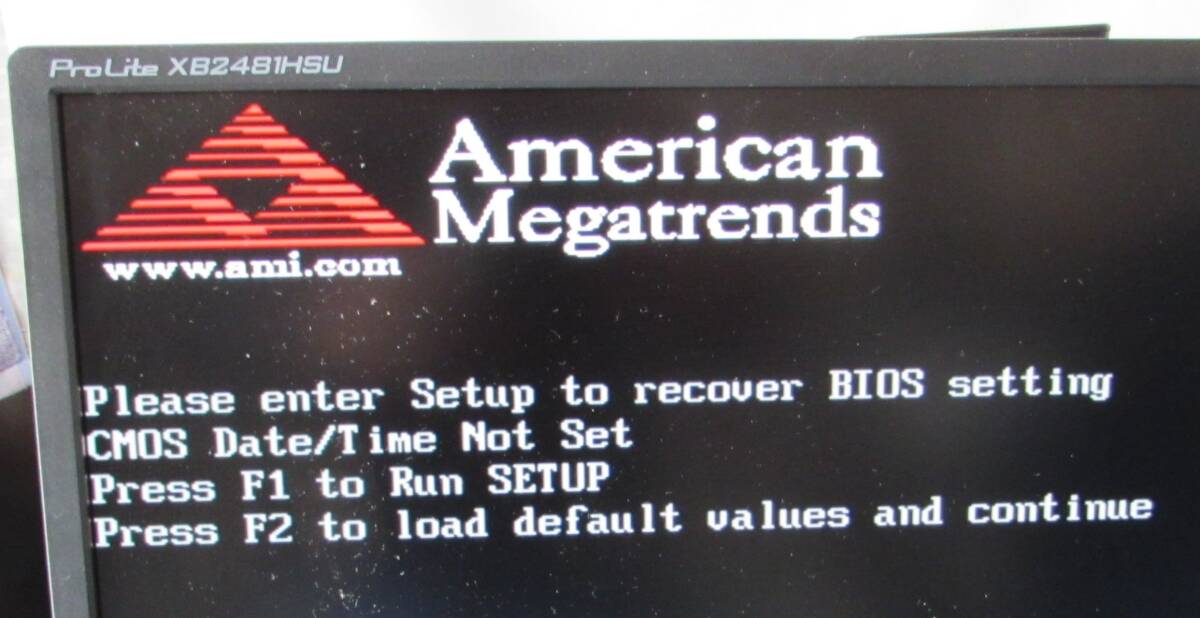 ProLite XB2481HSU
American
Megatrends
www.ami.com
Please enter Setup to recover BIOS setting
CMOS Date/Time Not Set
Press F1 to Run SETUP
Press F2 to load default values and continue